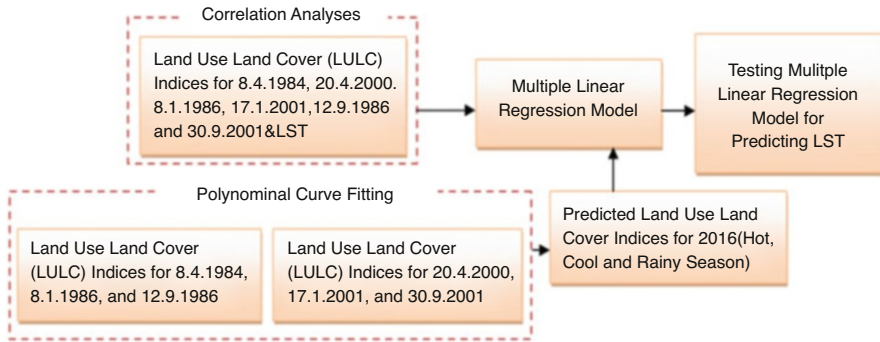 Correlation Analyses
Land Use Land Cover (LULC)
Indices for 8.4.1984, 20.4.2000.
8.1.1986, 17.1.2001,12.9.1986
and 30.9.2001&LST
Multiple Linear
Regression Model
Testing Mulitple
Linear Regression
Model for
Predicting LST
Polynominal Curve Fitting
Land Use Land Cover
(LULC) Indices for 8.4.1984,
8.1.1986, and 12.9.1986
Land Use Land Cover
(LULC) Indices for 20.4.2000,
17.1.2001, and 30.9.2001
Predicted Land Use Land
Cover Indices for 2016(Hot,
Cool and Rainy Season)